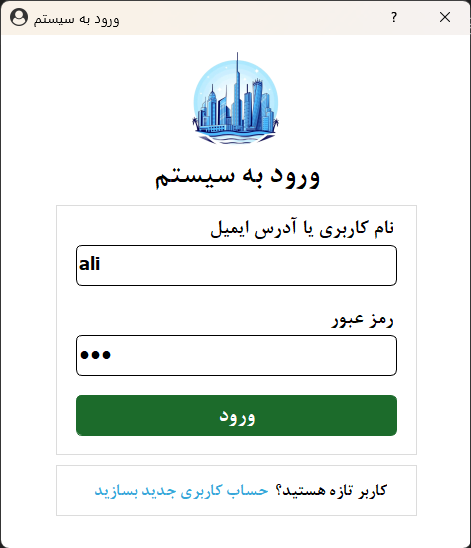 ورود به سیستم
?
ورود به سیستم
نام کاربری یا آدرس ایمیل
ali
رمز عبور
●●●
ورود
کاربر تازه هستید؟ حساب کاربری جدید بسازید